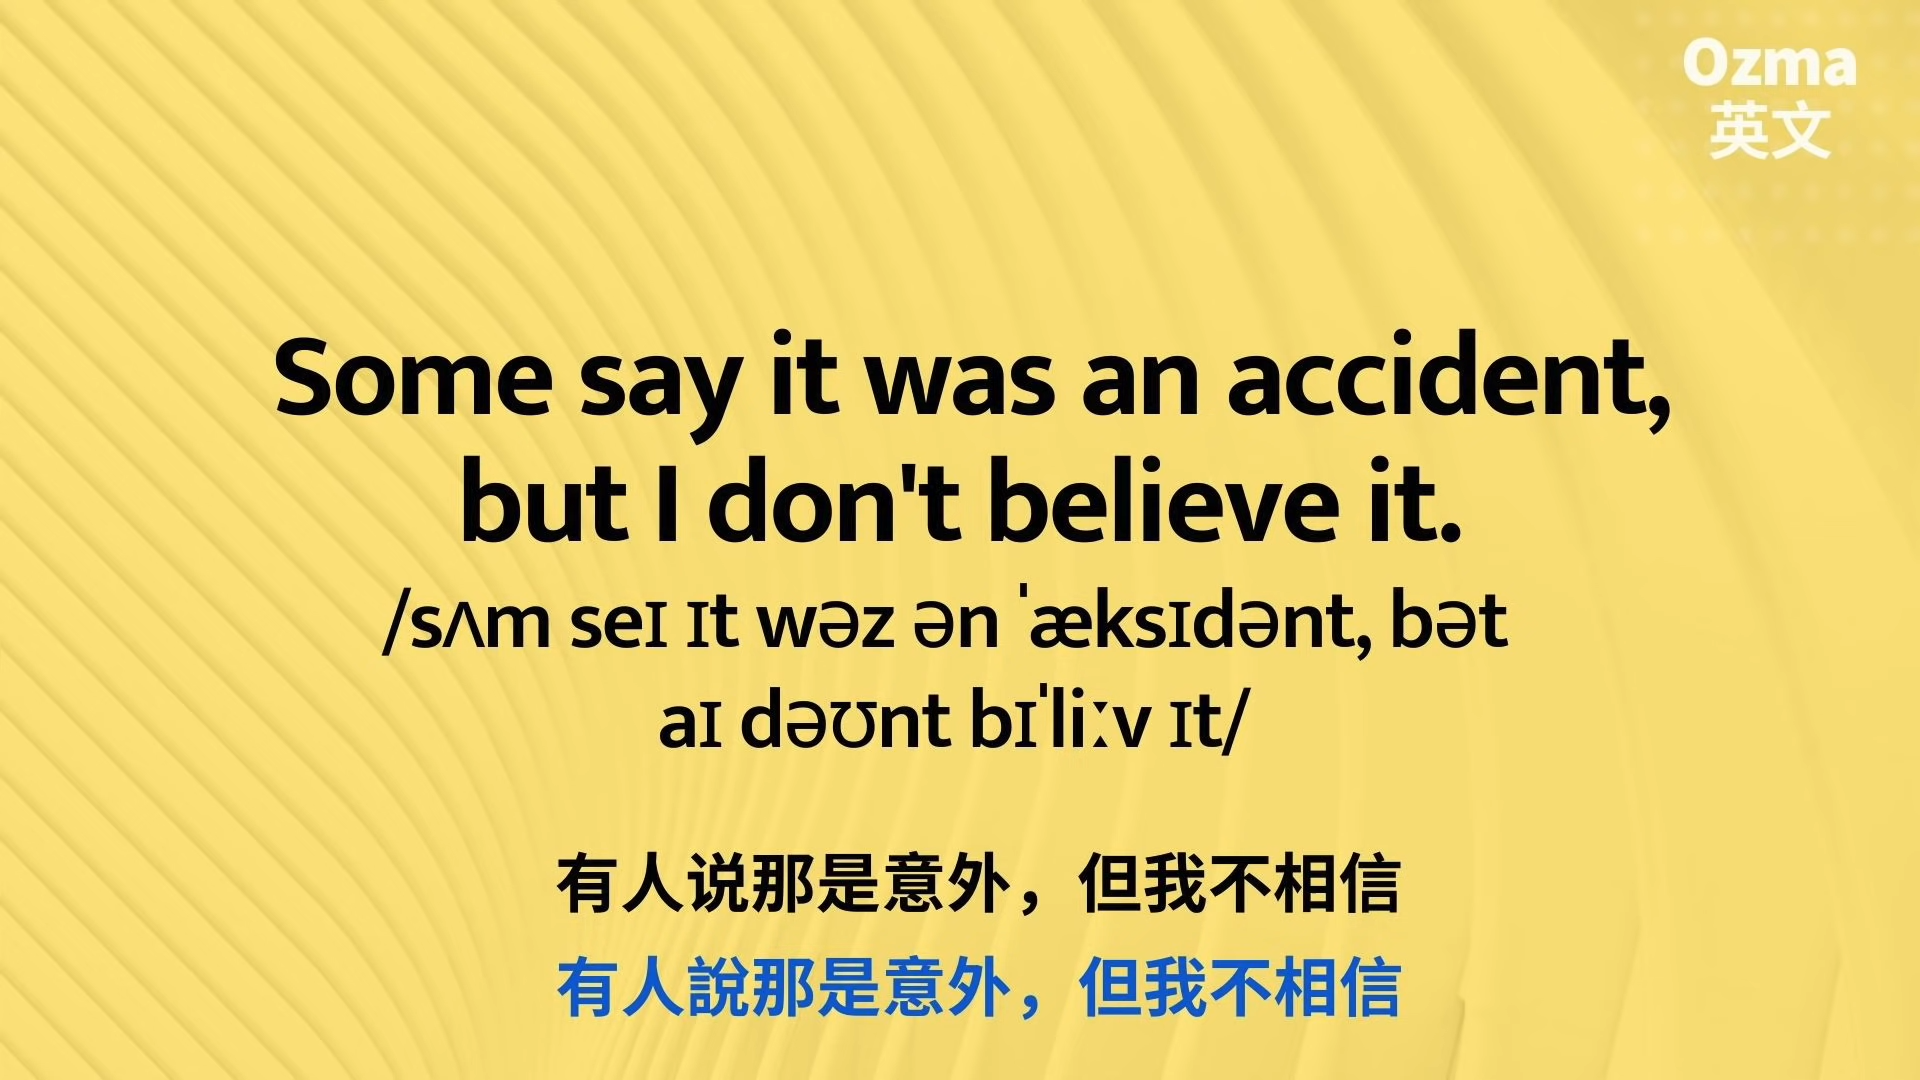 Ozma
英文
Some say it was an accident,
but I don't believe it.
/sʌm seɪ ɪt wəz ən ˈæksɪdənt, bət
aɪ dəʊnt bɪˈliːv ɪt/
有人说那是意外，但我不相信
有人說那是意外，但我不相信